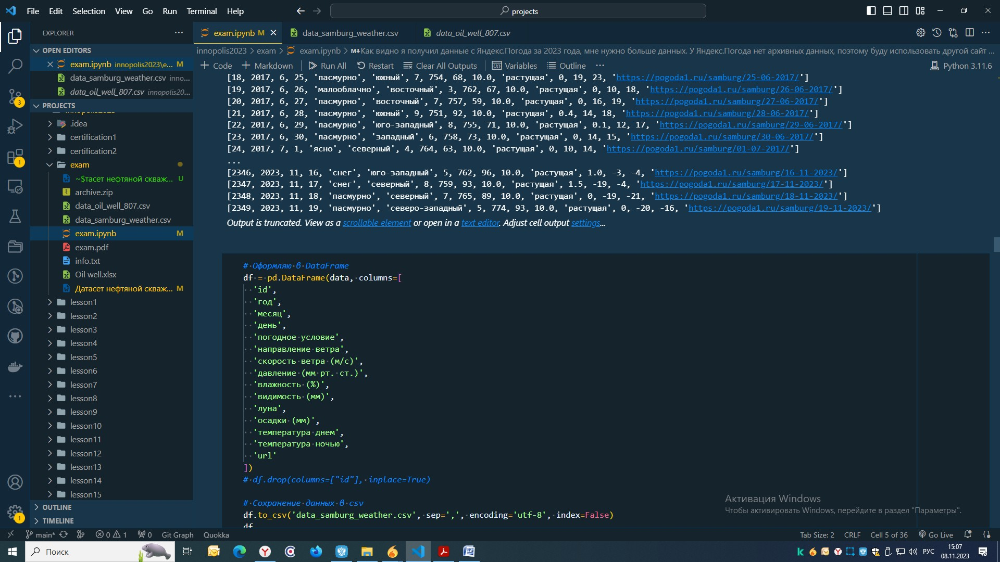 File Edit Selection View Go Run Terminal Help
projects
EXPLORER
exam.ipynb M
data_samburg_weather.csv
data_oil_well_807.csv
OPEN EDITORS
exam.ipynb innopolis2023\e... M
data_samburg_weather.csv inno...
data_oil_well_807.csv innopolis20...
PROJECTS
.idea
certification1
certification2
exam
~$тасет нефтяной скваж... U
archive.zip
data_oil_well_807.csv
data_samburg_weather.csv
exam.ipynb M
exam.pdf
info.txt
Oil well.xlsx
Датасет нефтяной скваж... M
lesson1
lesson2
lesson3
lesson4
lesson5
lesson6
lesson7
lesson8
lesson9
lesson10
lesson11
lesson12
lesson13
lesson14
lesson15
OUTLINE
TIMELINE
innopolis2023 > exam > exam.ipynb > M↓Как видно я получил данные с Яндекс.Погода за 2023 года, мне нужно больше данных. У Яндекс.Погода нет архивных данных, поэтому буду использовать другой сайт ...
Code Markdown Run All Restart Clear All Outputs Variables Outline ... Python 3.11.6
[18, 2017, 6, 25, 'пасмурно', 'южный', 7, 754, 68, 10.0, 'растущая', 0, 19, 23, 'https://pogoda1.ru/samburg/25-06-2017/']
[19, 2017, 6, 26, 'малооблачно', 'восточный', 3, 762, 67, 10.0, 'растущая', 0, 10, 18, 'https://pogoda1.ru/samburg/26-06-2017/']
[20, 2017, 6, 27, 'пасмурно', 'восточный', 7, 757, 59, 10.0, 'растущая', 0, 16, 19, 'https://pogoda1.ru/samburg/27-06-2017/']
[21, 2017, 6, 28, 'пасмурно', 'южный', 9, 751, 92, 10.0, 'растущая', 0.4, 14, 18, 'https://pogoda1.ru/samburg/28-06-2017/']
[22, 2017, 6, 29, 'пасмурно', 'юго-западный', 8, 755, 71, 10.0, 'растущая', 0.1, 12, 17, 'https://pogoda1.ru/samburg/29-06-2017/']
[23, 2017, 6, 30, 'пасмурно', 'западный', 6, 758, 73, 10.0, 'растущая', 0, 14, 15, 'https://pogoda1.ru/samburg/30-06-2017/']
[24, 2017, 7, 1, 'ясно', 'северный', 4, 764, 63, 10.0, 'растущая', 0, 10, 14, 'https://pogoda1.ru/samburg/01-07-2017/']
...
[2346, 2023, 11, 16, 'снег', 'юго-западный', 5, 762, 96, 10.0, 'растущая', 1.0, -3, -4, 'https://pogoda1.ru/samburg/16-11-2023/']
[2347, 2023, 11, 17, 'снег', 'северный', 8, 759, 93, 10.0, 'растущая', 1.5, -19, -4, 'https://pogoda1.ru/samburg/17-11-2023/']
[2348, 2023, 11, 18, 'пасмурно', 'северный', 7, 765, 89, 10.0, 'растущая', 0, -19, -21, 'https://pogoda1.ru/samburg/18-11-2023/']
[2349, 2023, 11, 19, 'пасмурно', 'северо-западный', 5, 774, 93, 10.0, 'растущая', 0, -20, -16, 'https://pogoda1.ru/samburg/19-11-2023/']
Output is truncated. View as a scrollable element or open in a text editor. Adjust cell output settings...
# Оформляю в DataFrame
df = pd.DataFrame(data, columns=[
'id',
'год',
'месяц',
'день',
'погодное условие',
'направление ветра',
'скорость ветра (м/с)',
'давление (мм рт. ст.)',
'влажность (%)',
'видимость (мм)',
'луна',
'осадки (мм)',
'температура днем',
'температура ночью',
'url'
])
# df.drop(columns=["id"], inplace=True)
# Сохранение данных в csv
df.to_csv('data_samburg_weather.csv', sep=',', encoding='utf-8', index=False)
df
Активация Windows
Чтобы активировать Windows, перейдите в раздел "Параметры".
3
1
1
main* 0 1 0 Git Graph Quokka
Tab Size: 2 CRLF Cell 5 of 36 Go Live
Поиск
РУС
15:07
08.11.2023